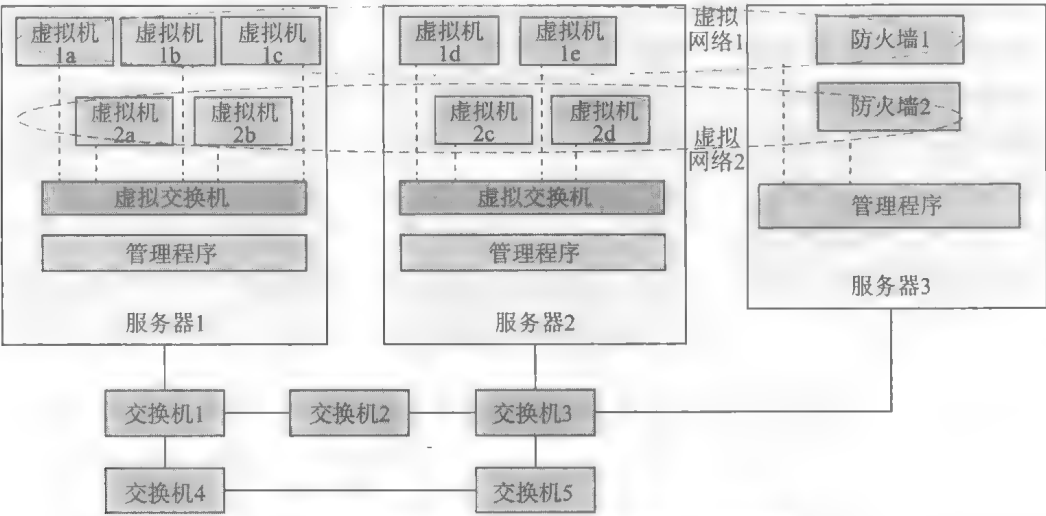 虚拟机
1a
虚拟机
1b
虚拟机
1c
虚拟机
2a
虚拟机
2b
虚拟交换机
管理程序
服务器1
虚拟机
1d
虚拟机
1e
虚拟机
2c
虚拟机
2d
虚拟交换机
管理程序
服务器2
虚拟
网络1
虚拟
网络2
防火墙1
防火墙2
管理程序
服务器3
交换机1
交换机2
交换机3
交换机4
交换机5